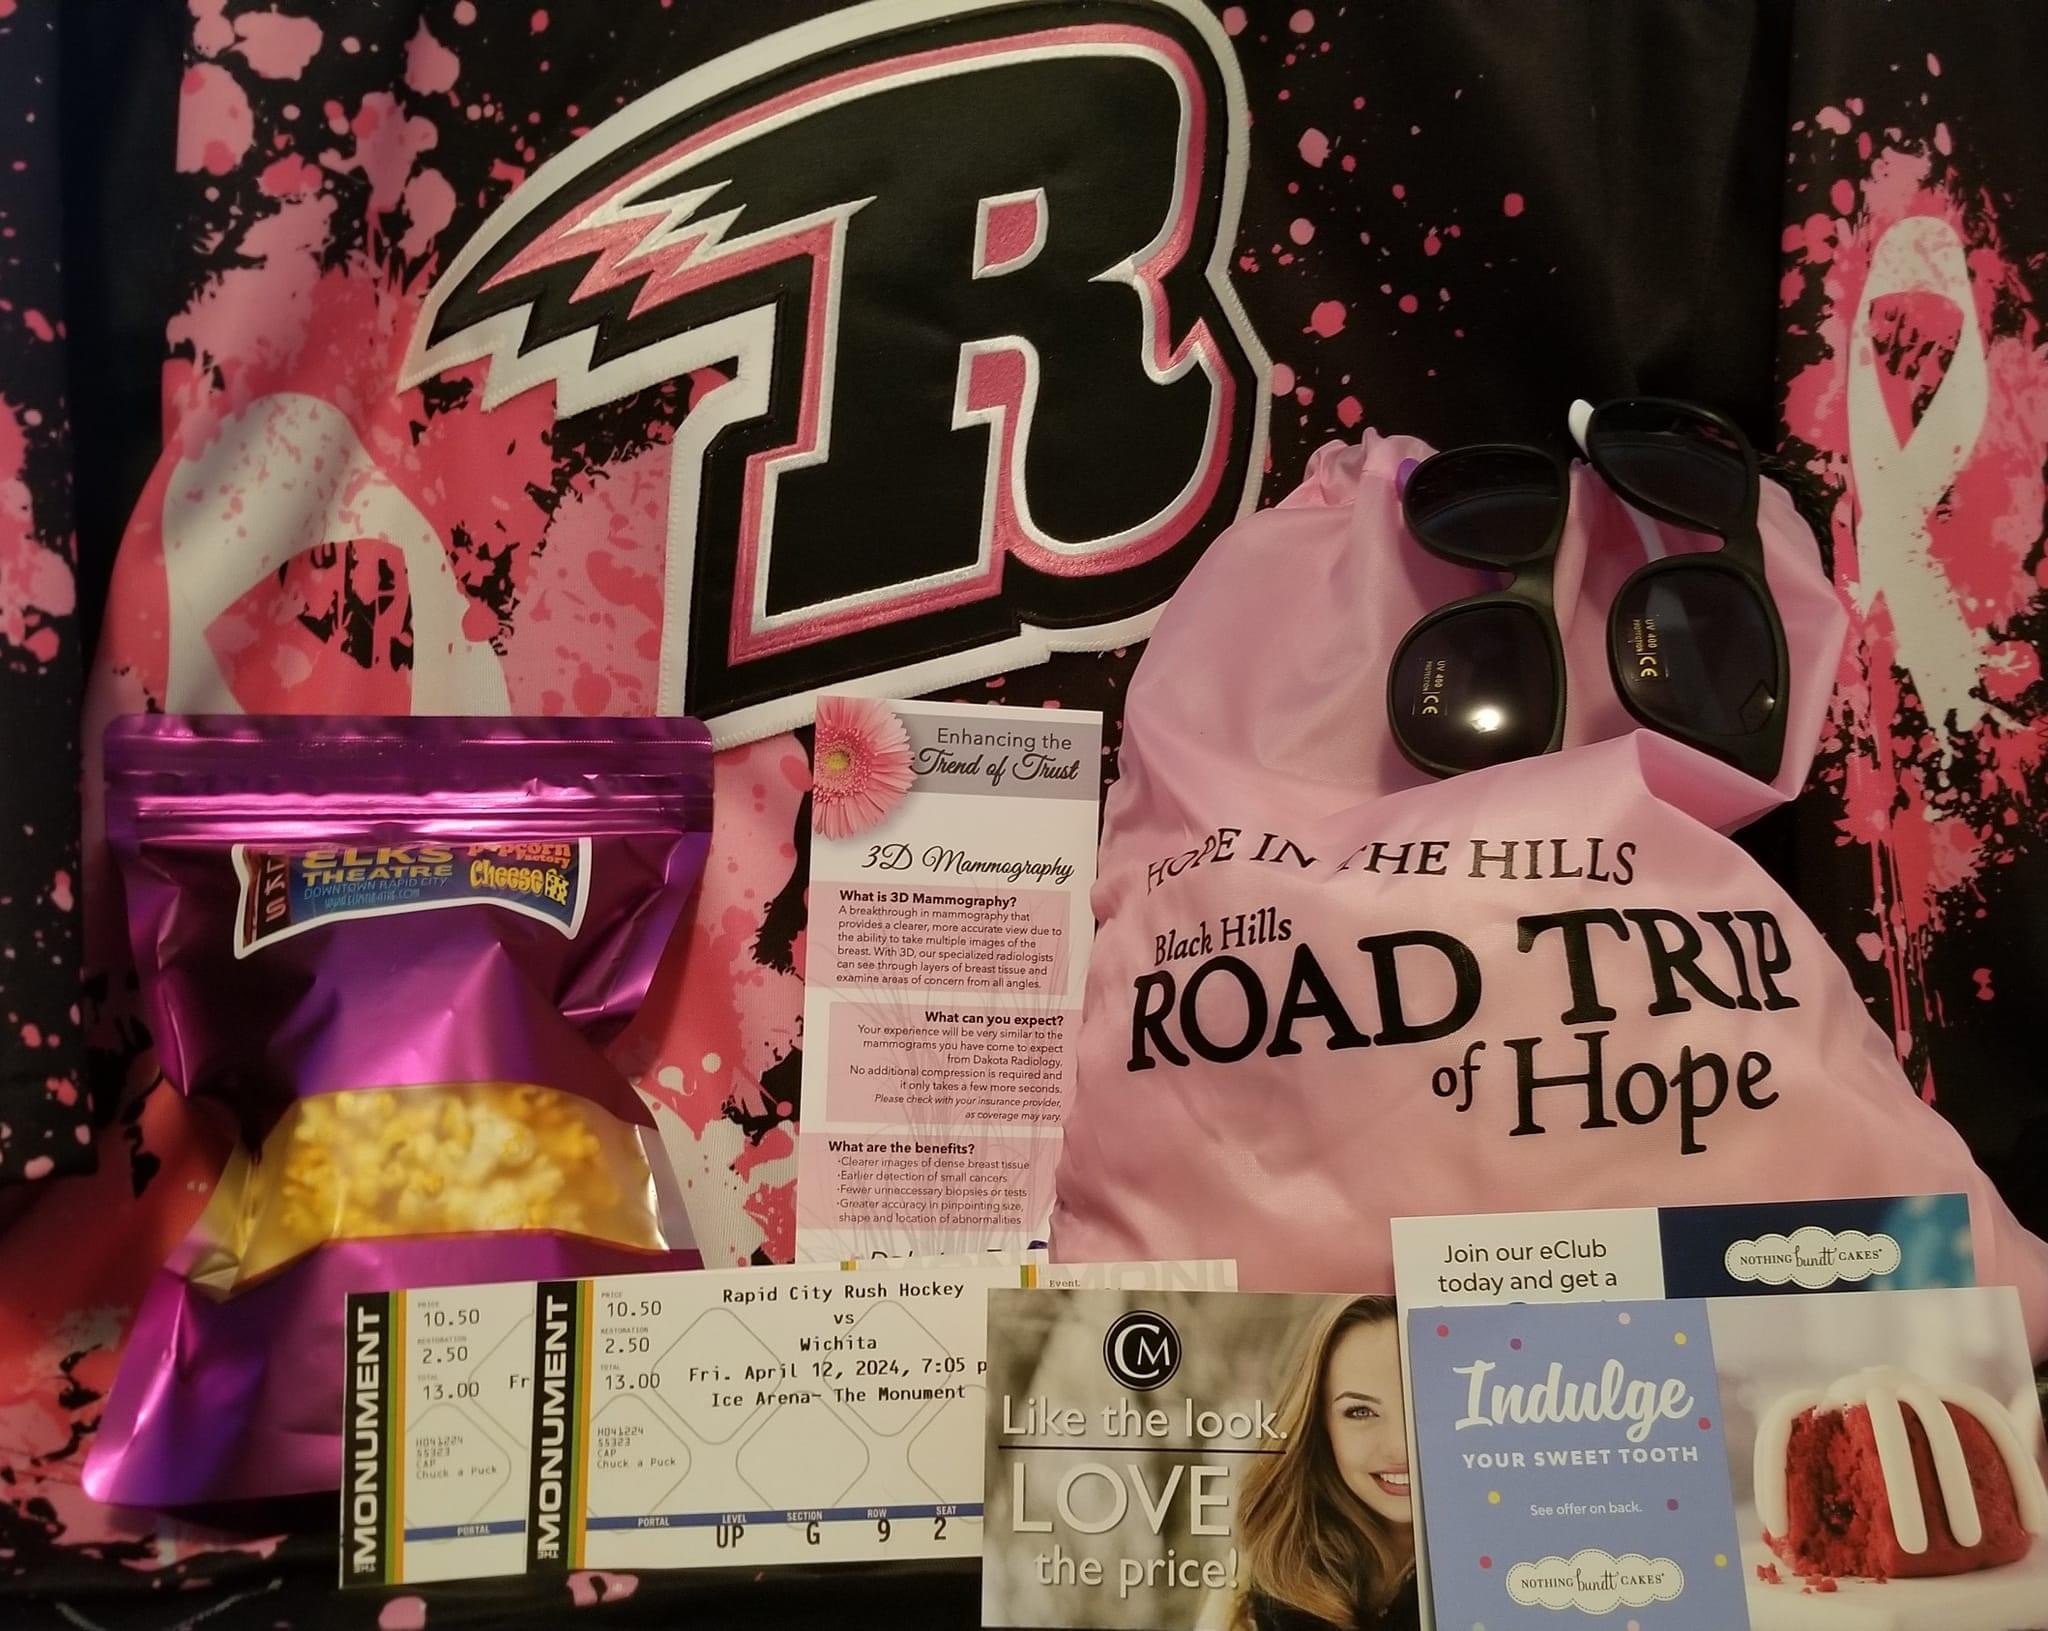 R
UV 400 CE
PROTECTION
UV 400 CE
PROTECTION
Enhancing the
Trend of Trust
3D Mammography
What is 3D Mammography?
A breakthrough in mammography that
provides a clearer, more accurate view due to
the ability to take multiple images of the
breast. With 3D, our specialized radiologists
can see through layers of breast tissue and
examine areas of concern from all angles.
What can you expect?
Your experience will be very similar to the
mammograms you have come to expect
from Dakota Radiology.
No additional compression is required and
it only takes a few more seconds.
Please check with your insurance provider,
as coverage may vary.
What are the benefits?
·Clearer images of dense breast tissue
·Earlier detection of small cancers
·Fewer unneccessary biopsies or tests
·Greater accuracy in pinpointing size,
shape and location of abnormalities
ELKS
THEATRE
DOWNTOWN RAPID CITY
popcorn
Factory
Cheese
HOPE IN THE HILLS
Black Hills
ROAD TRIP
of Hope
THE MONUMENT
PRICE
10.50
RESTORATION
2.50
TOTAL
13.00
Fr
HO41224
55323
CAP
Chuck a Puck
PORTAL
THE MONUMENT
PRICE
10.50
RESTORATION
2.50
TOTAL
13.00
HO41224
55323
CAP
Chuck a Puck
Rapid City Rush Hockey
vs
Wichita
Fri. April 12, 2024, 7:05 p
Ice Arena- The Monument
PORTAL LEVEL SECTION ROW SEAT
UP G 9 2
Event
CM
Like the look.
LOVE
the price!
Join our eClub
today and get a
NOTHING bundt CAKES®
Indulge
YOUR SWEET TOOTH
See offer on back.
NOTHING bundt CAKES®